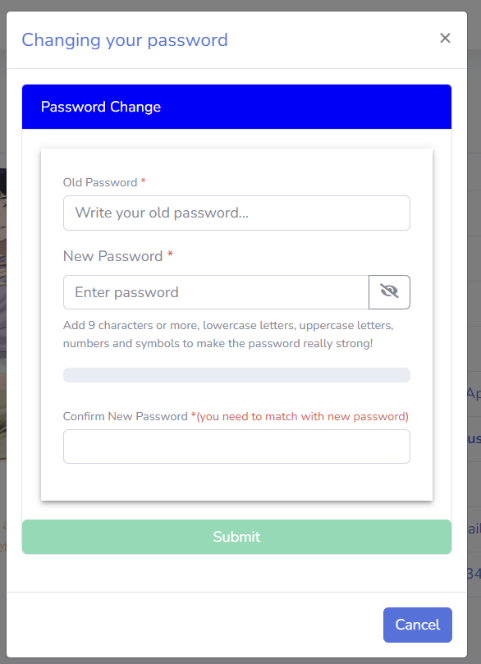 Changing your password
×
Password Change
Old Password *
Write your old password...
New Password *
Enter password
Add 9 characters or more, lowercase letters, uppercase letters,
numbers and symbols to make the password really strong!
Confirm New Password *(you need to match with new password)
Submit
Cancel